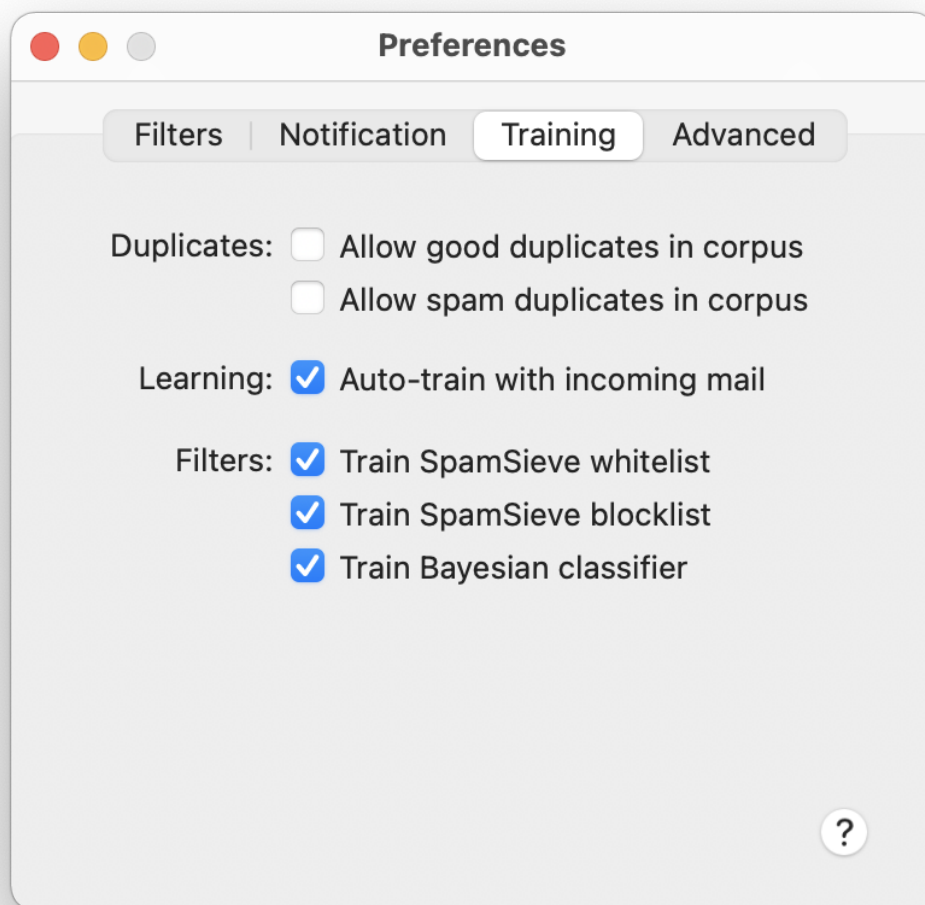 Preferences
Filters Notification Training Advanced
Duplicates: Allow good duplicates in corpus
Allow spam duplicates in corpus
Learning: Auto-train with incoming mail
Filters: Train SpamSieve whitelist
Train SpamSieve blocklist
Train Bayesian classifier
?